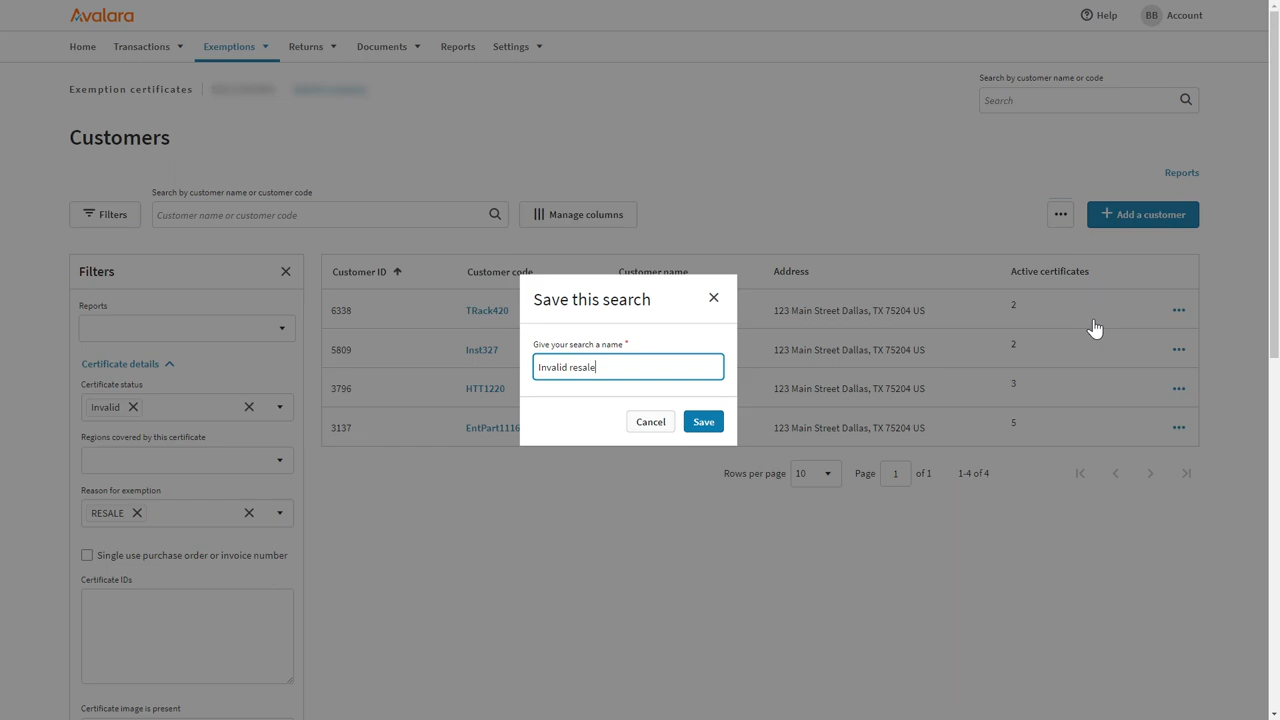 Avalara
Help
BB Account
Home Transactions Exemptions Returns Documents Reports Settings
Exemption certificates
Search by customer name or code
Search
Customers
Reports
Search by customer name or customer code
Filters
Customer name or customer code
Manage columns
Add a customer
Filters
Reports
Certificate details
Certificate status
Invalid
Regions covered by this certificate
Reason for exemption
RESALE
Single use purchase order or invoice number
Certificate IDs
Certificate image is present
Customer ID Customer code Customer name Address Active certificates
6338 TRack420 123 Main Street Dallas, TX 75204 US 2
5809 Inst327 123 Main Street Dallas, TX 75204 US 2
3796 HTT1220 123 Main Street Dallas, TX 75204 US 3
3137 EntPart1116 123 Main Street Dallas, TX 75204 US 5
Rows per page 10 Page 1 of 1 1-4 of 4
Save this search
Give your search a name *
Invalid resale
Cancel Save